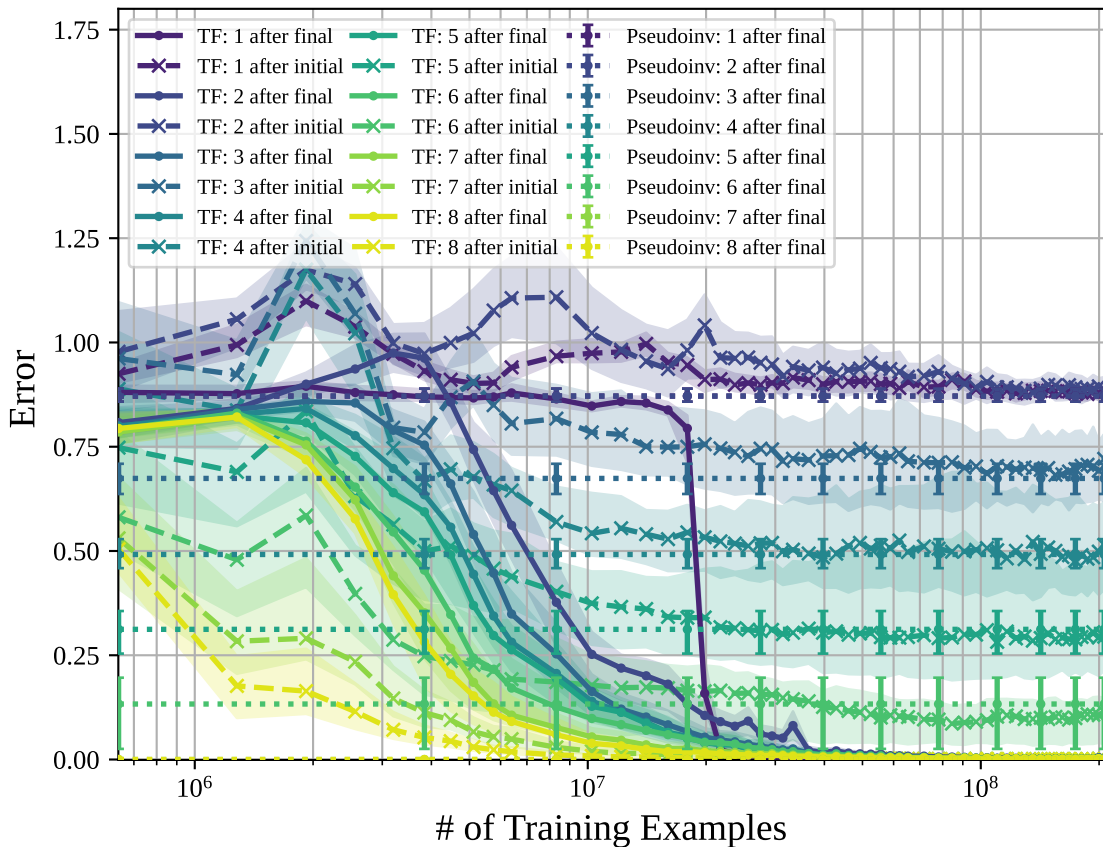 1.75
1.50
1.25
1.00
0.75
0.50
0.25
0.00
Error
TF: 1 after final
TF: 1 after initial
TF: 2 after final
TF: 2 after initial
TF: 3 after final
TF: 3 after initial
TF: 4 after final
TF: 4 after initial
TF: 5 after final
TF: 5 after initial
TF: 6 after final
TF: 6 after initial
TF: 7 after final
TF: 7 after initial
TF: 8 after final
TF: 8 after initial
Pseudoinv: 1 after final
Pseudoinv: 2 after final
Pseudoinv: 3 after final
Pseudoinv: 4 after final
Pseudoinv: 5 after final
Pseudoinv: 6 after final
Pseudoinv: 7 after final
Pseudoinv: 8 after final
10⁶
10⁷
10⁸
# of Training Examples